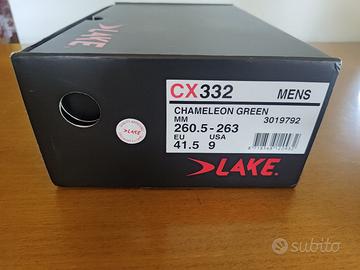 LAKE
CX332 MENS
CHAMELEON GREEN
MM 3019792
260.5-263
EU USA
41.5 9
LAKE.
subito